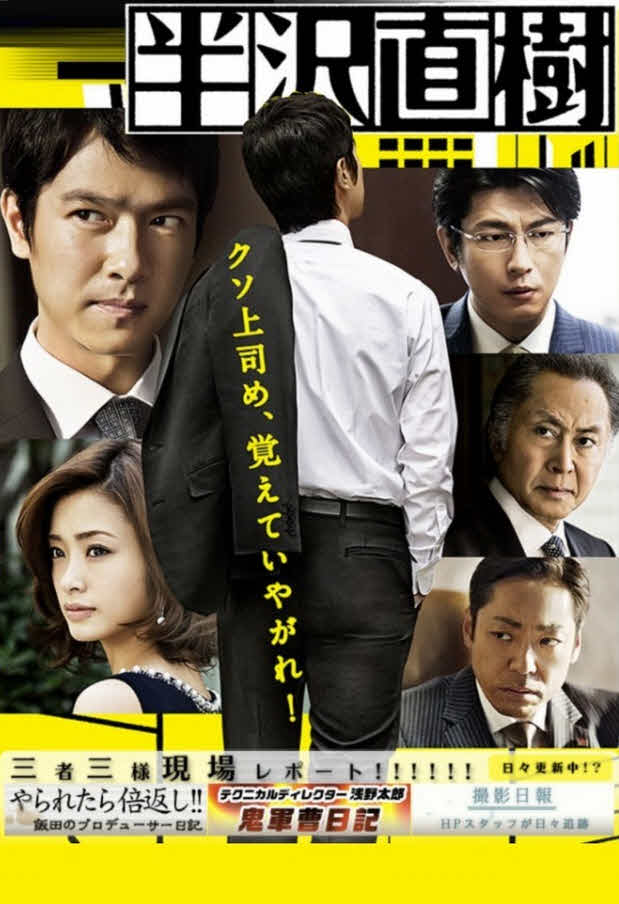 半沢直樹
クソ上司め、覚えていやがれ！
三者三様現場レポート!!!!!!
日々更新中!?
やられたら倍返し!!
飯田のプロデューサー日記
テクニカルディレクター 浅野太郎
鬼軍曹日記
撮影日報
HPスタッフが日々追跡